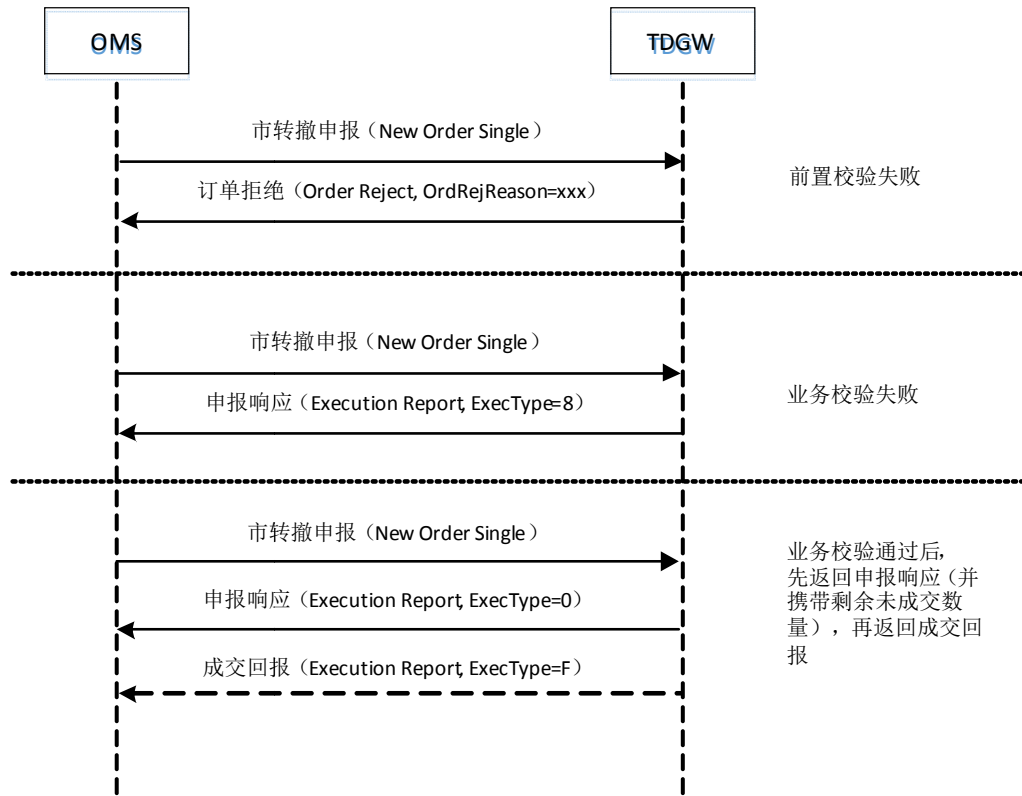 OMS
TDGW
市转撤申报（New Order Single）
订单拒绝（Order Reject, OrdRejReason=xxx）
前置校验失败
市转撤申报（New Order Single）
申报响应（Execution Report, ExecType=8）
业务校验失败
市转撤申报（New Order Single）
申报响应（Execution Report, ExecType=0）
成交回报（Execution Report, ExecType=F）
业务校验通过后,
先返回申报响应（并
携带剩余未成交数
量），再返回成交回
报